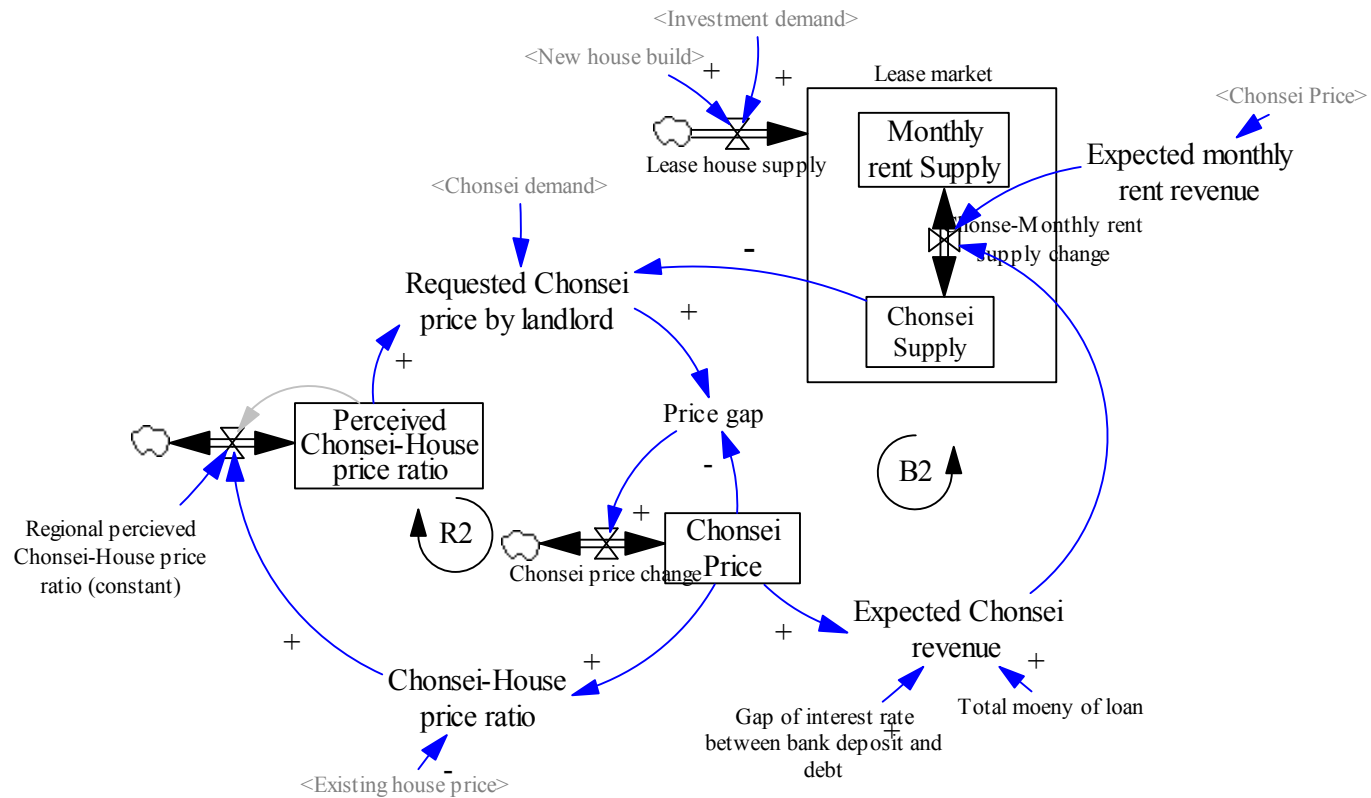 <Investment demand>
<New house build>
+
+
Lease market
<Chonsei Price>
Monthly
rent Supply
Lease house supply
Expected monthly
rent revenue
<Chonsei demand>
Chonse-Monthly rent
supply change
-
Requested Chonsei
price by landlord
+
Chonsei
Supply
+
Price gap
Perceived
Chonsei-House
price ratio
-
B2
Regional percieved
Chonsei-House price
ratio (constant)
R2
+
Chonsei
Price
Chonsei price change
Expected Chonsei
revenue
+
+
+
+
Chonsei-House
price ratio
Total moeny of loan
Gap of interest rate
between bank deposit and
debt
+
-
<Existing house price>